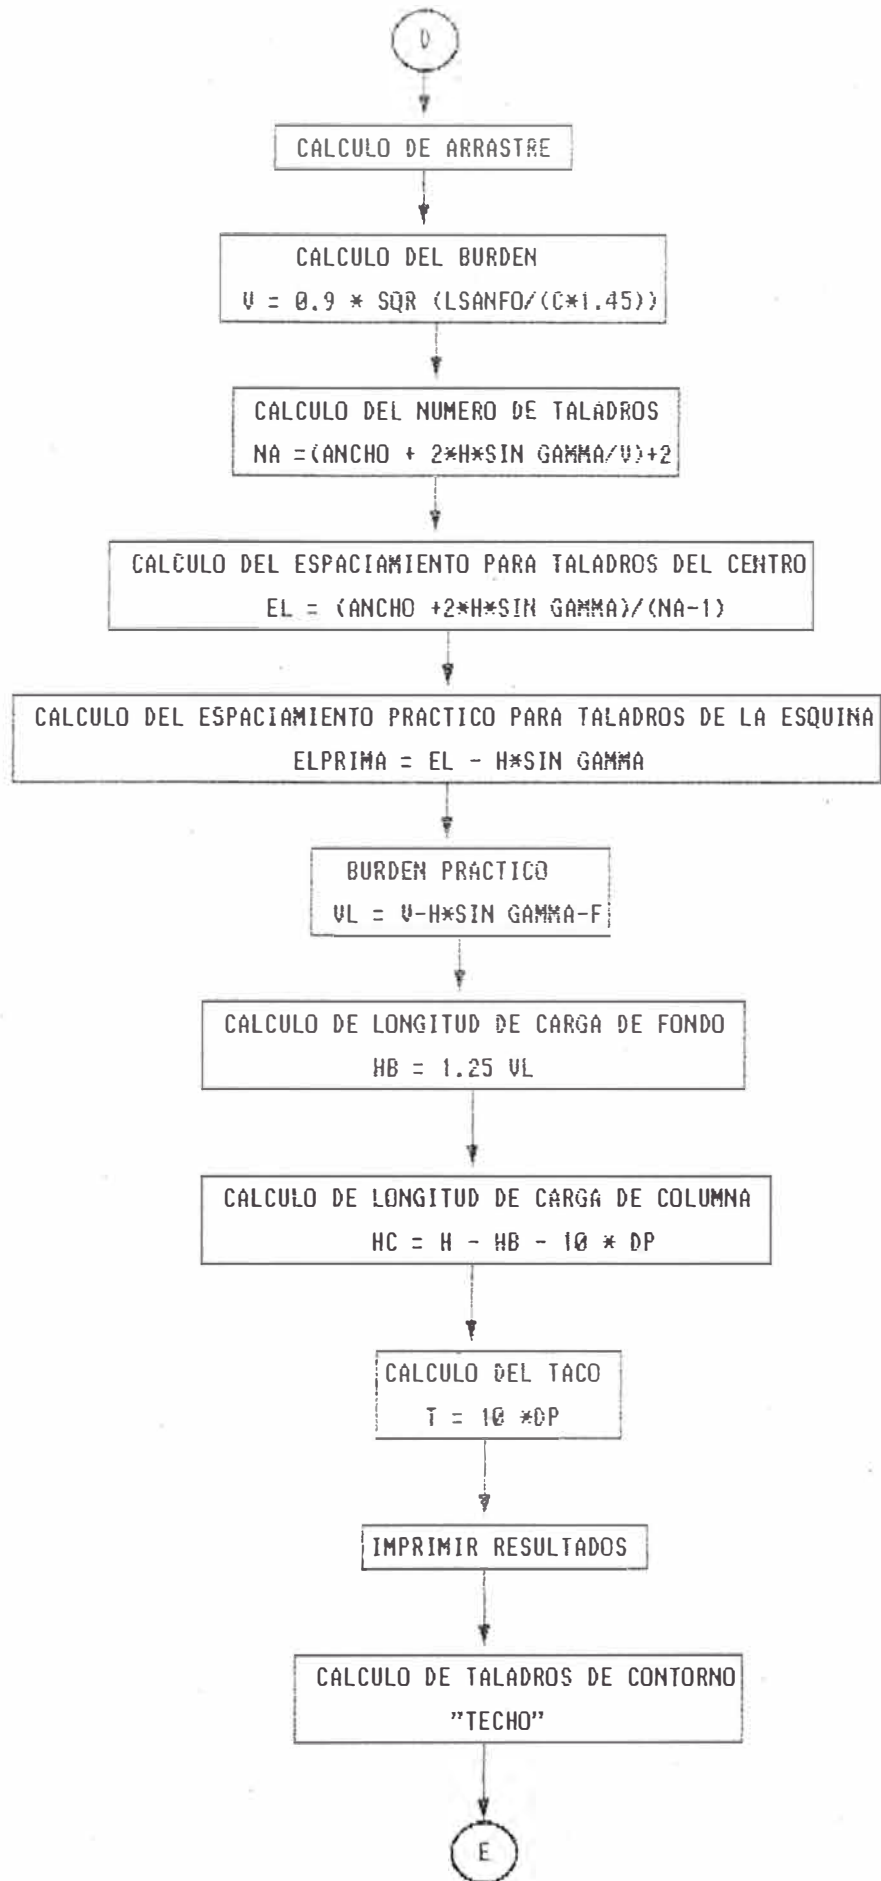 CALCULO DE ARRASTRE
CALCULO DEL BURDEN
V = 0.9 * SQR (LSANFO/(C*1.45))
CALCULO DEL NUMERO DE TALADROS
NA =(ANCHO + 2*H*SIN GAMMA/V)+2
CALCULO DEL ESPACIAMIENTO PARA TALADROS DEL CENTRO
EL = (ANCHO +2*H*SIN GAMMA)/(NA-1)
CALCULO DEL ESPACIAMIENTO PRACTICO PARA TALADROS DE LA ESQUINA
ELPRIMA = EL - H*SIN GAMMA
BURDEN PRACTICO
VL = V-H*SIN GAMMA-F
CALCULO DE LONGITUD DE CARGA DE FONDO
HB = 1.25 VL
CALCULO DE LONGITUD DE CARGA DE COLUMNA
HC = H - HB - 10 * DP
CALCULO DEL TACO
T = 10 *DP
IMPRIMIR RESULTADOS
CALCULO DE TALADROS DE CONTORNO
"TECHO"
E